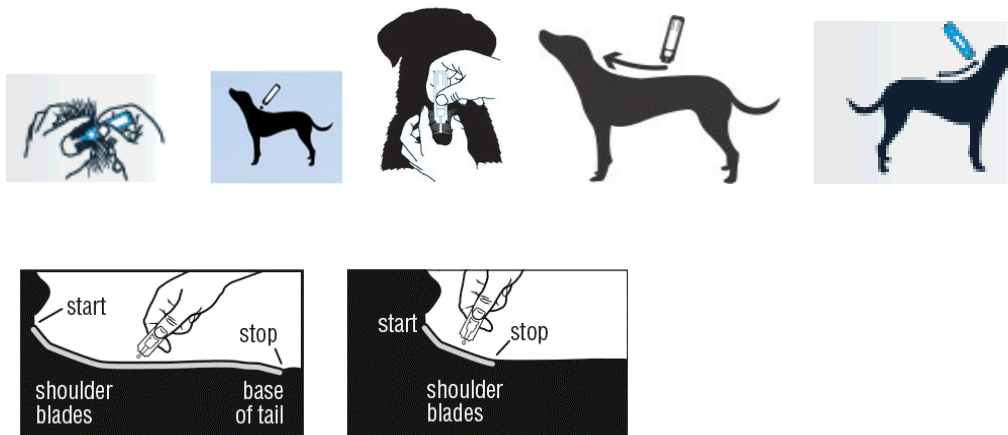 start
stop
shoulder
blades
base
of tail
start
stop
shoulder
blades